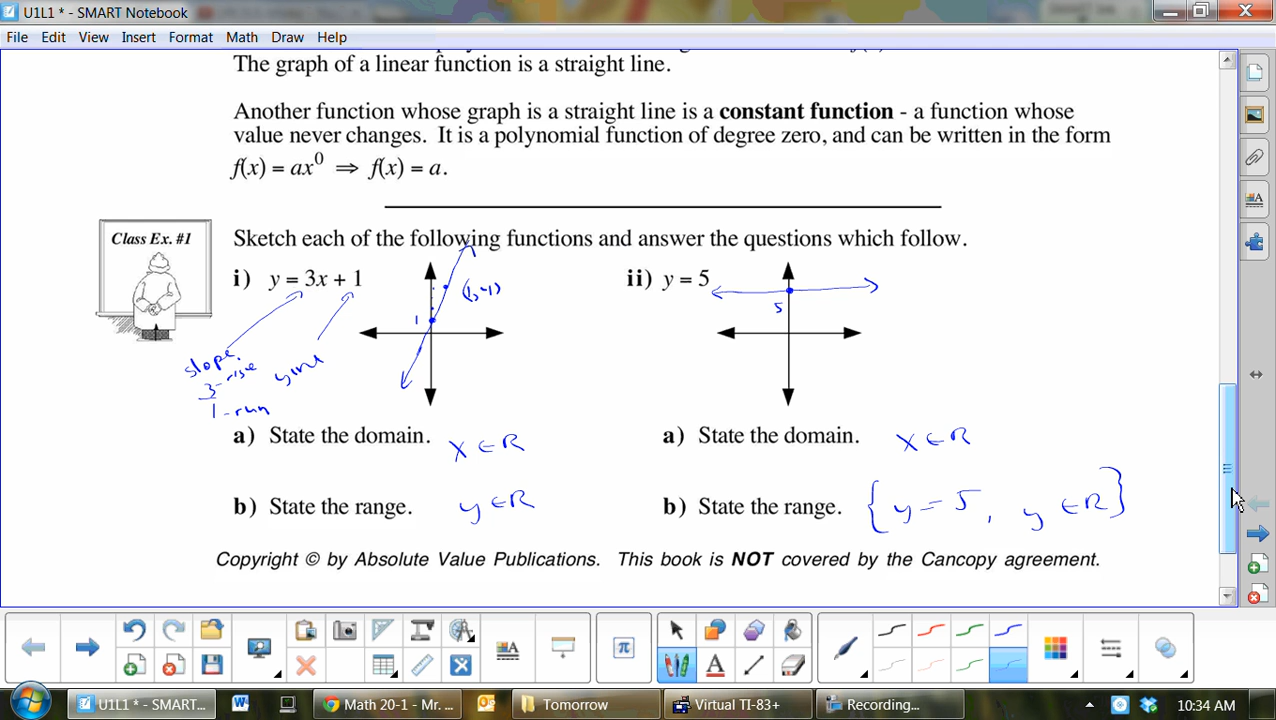 U1L1 * - SMART Notebook
File Edit View Insert Format Math Draw Help
The graph of a linear function is a straight line.
Another function whose graph is a straight line is a constant function - a function whose
value never changes. It is a polynomial function of degree zero, and can be written in the form
f(x) = ax⁰ ⇒ f(x) = a.
Class Ex. #1
Sketch each of the following functions and answer the questions which follow.
i) y = 3x + 1
(1,4)
1
slope
3-rise
1-run
y int
ii) y = 5
5
a) State the domain. x ∈ R
b) State the range. y ∈ R
a) State the domain. x ∈ R
b) State the range. {y = 5, y ∈ R}
Copyright © by Absolute Value Publications. This book is NOT covered by the Cancopy agreement.
π
A
U1L1 * - SMART...
Math 20-1 - Mr. ...
Tomorrow
Virtual TI-83+
Recording...
10:34 AM